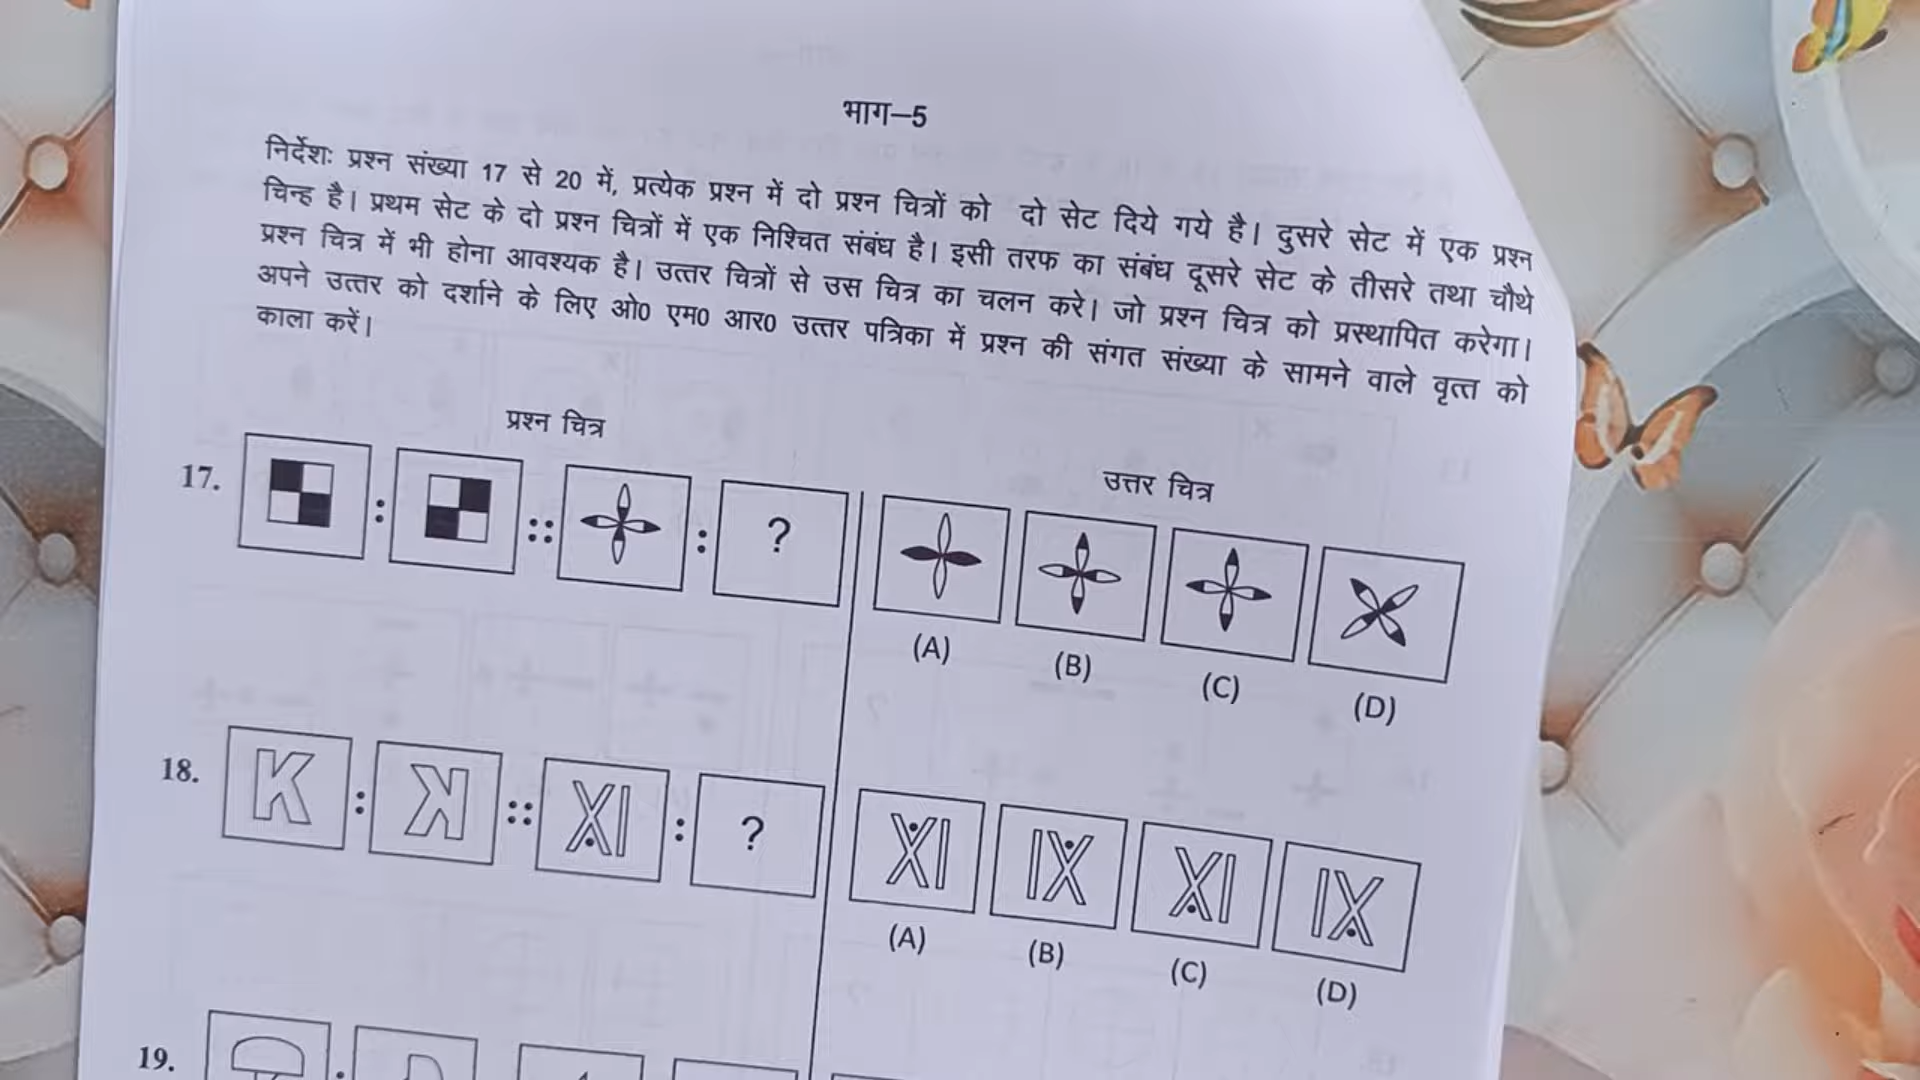 भाग–5
निर्देशः प्रश्न संख्या 17 से 20 में, प्रत्येक प्रश्न में दो प्रश्न चित्रों को दो सेट दिये गये है। दुसरे सेट में एक प्रश्न
चिन्ह है। प्रथम सेट के दो प्रश्न चित्रों में एक निश्चित संबंध है। इसी तरफ का संबंध दूसरे सेट के तीसरे तथा चौथे
प्रश्न चित्र में भी होना आवश्यक है। उत्तर चित्रों से उस चित्र का चलन करे। जो प्रश्न चित्र को प्रस्थापित करेगा।
अपने उत्तर को दर्शाने के लिए ओ0 एम0 आर0 उत्तर पत्रिका में प्रश्न की संगत संख्या के सामने वाले वृत्त को
काला करें।
प्रश्न चित्र
उत्तर चित्र
17. : :: : ?
(A) (B) (C) (D)
18. K : K :: XI : ?
XI IX XI IX
(A) (B) (C) (D)
19.